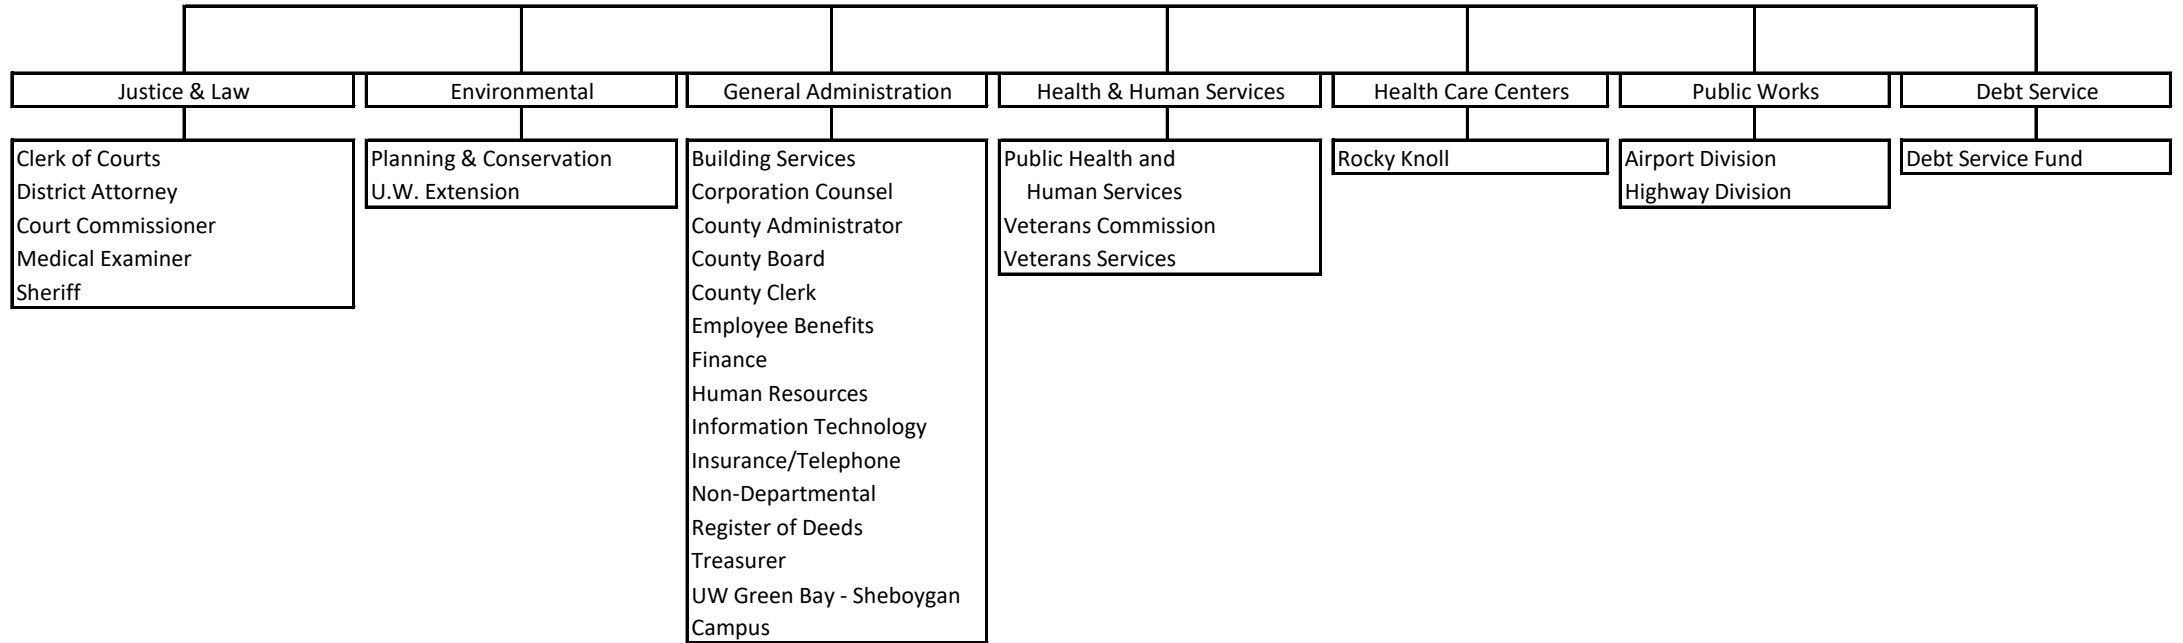 Justice & Law
Environmental
General Administration
Health & Human Services
Health Care Centers
Public Works
Debt Service
Clerk of Courts
District Attorney
Court Commissioner
Medical Examiner
Sheriff
Planning & Conservation
U.W. Extension
Building Services
Corporation Counsel
County Administrator
County Board
County Clerk
Employee Benefits
Finance
Human Resources
Information Technology
Insurance/Telephone
Non-Departmental
Register of Deeds
Treasurer
UW Green Bay - Sheboygan
Campus
Public Health and
Human Services
Veterans Commission
Veterans Services
Rocky Knoll
Airport Division
Highway Division
Debt Service Fund